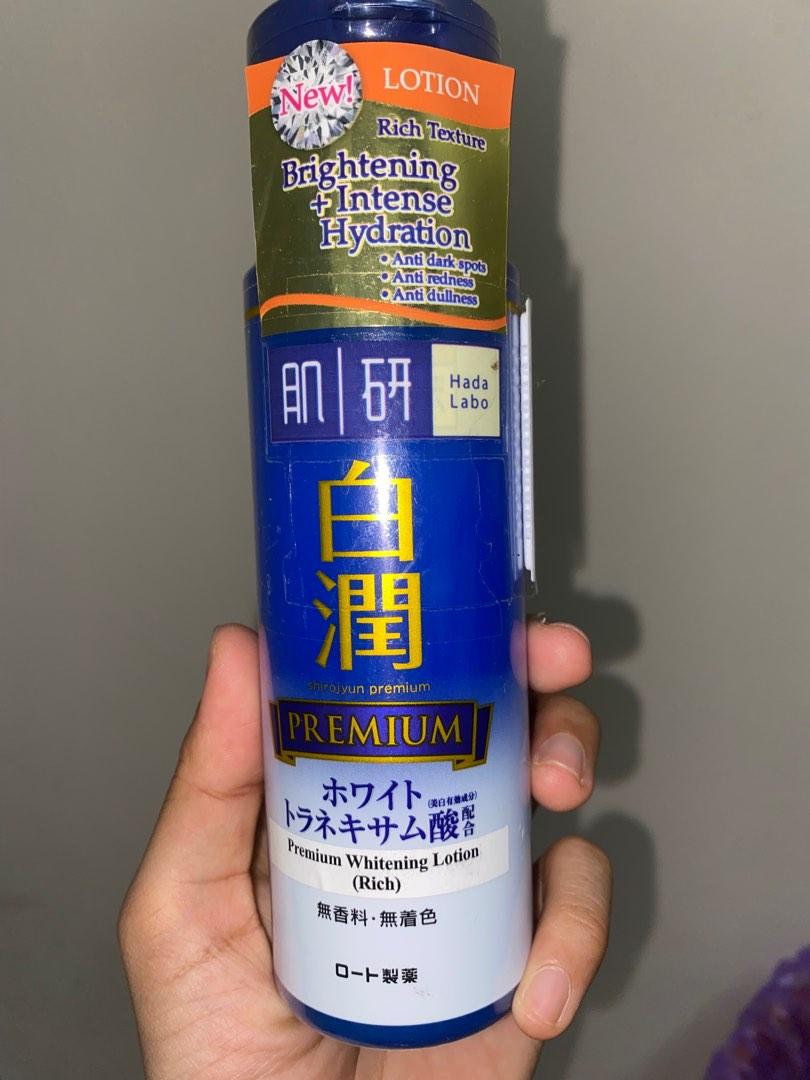 New!
LOTION
Rich Texture
Brightening
+ Intense
Hydration
• Anti dark spots
• Anti redness
• Anti dullness
肌研
Hada
Labo
白潤
shirojyun premium
PREMIUM
ホワイト
トラネキサム酸(美白有効成分)配合
Premium Whitening Lotion
(Rich)
無香料・無着色
ロート製薬